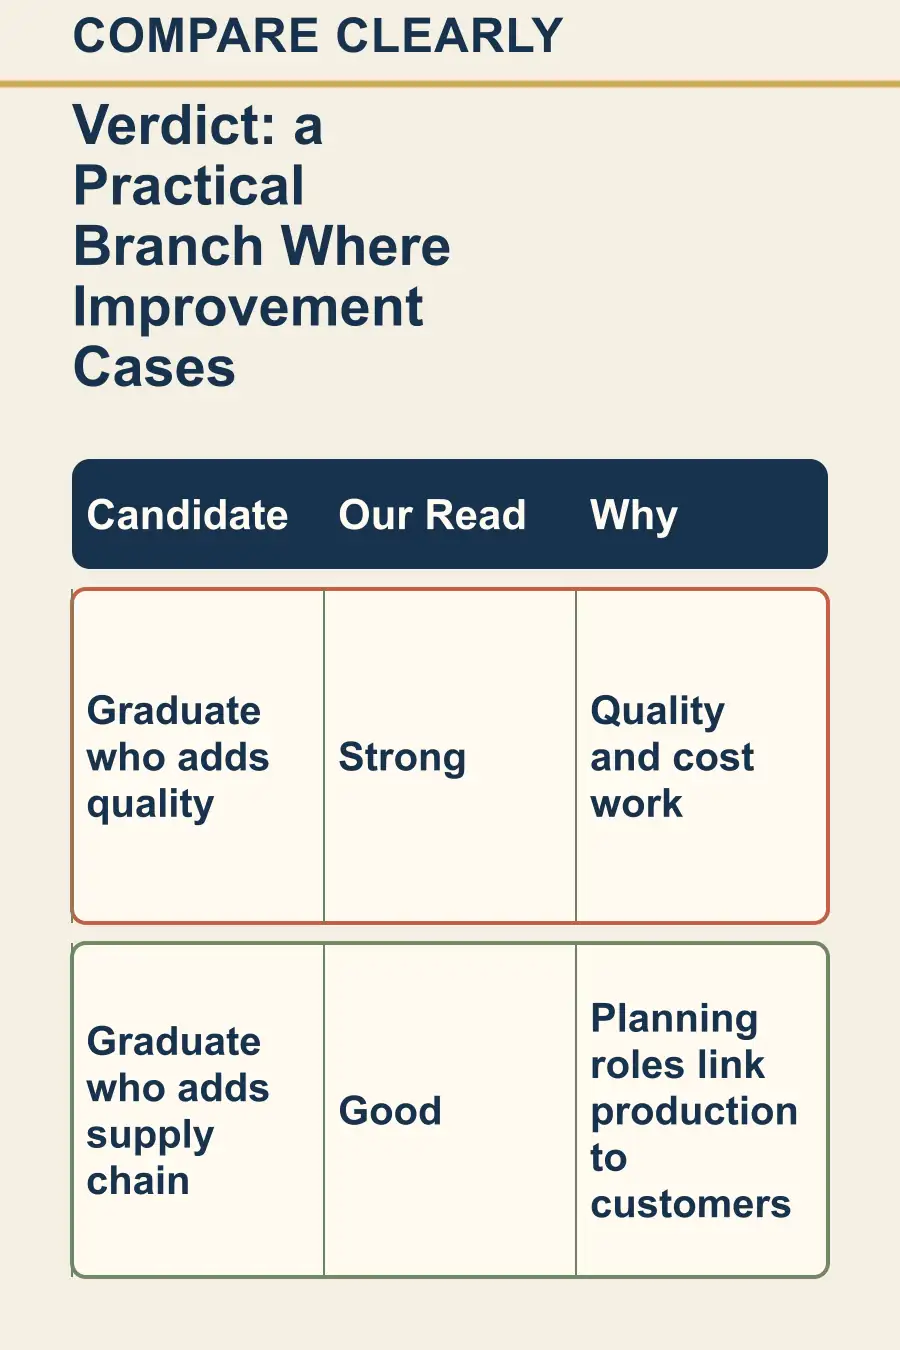 COMPARE CLEARLY
Verdict: a
Practical
Branch Where
Improvement
Cases
Candidate Our Read Why
Graduate
who adds
quality
Strong
Quality
and cost
work
Graduate
who adds
supply
chain
Good
Planning
roles link
production
to
customers